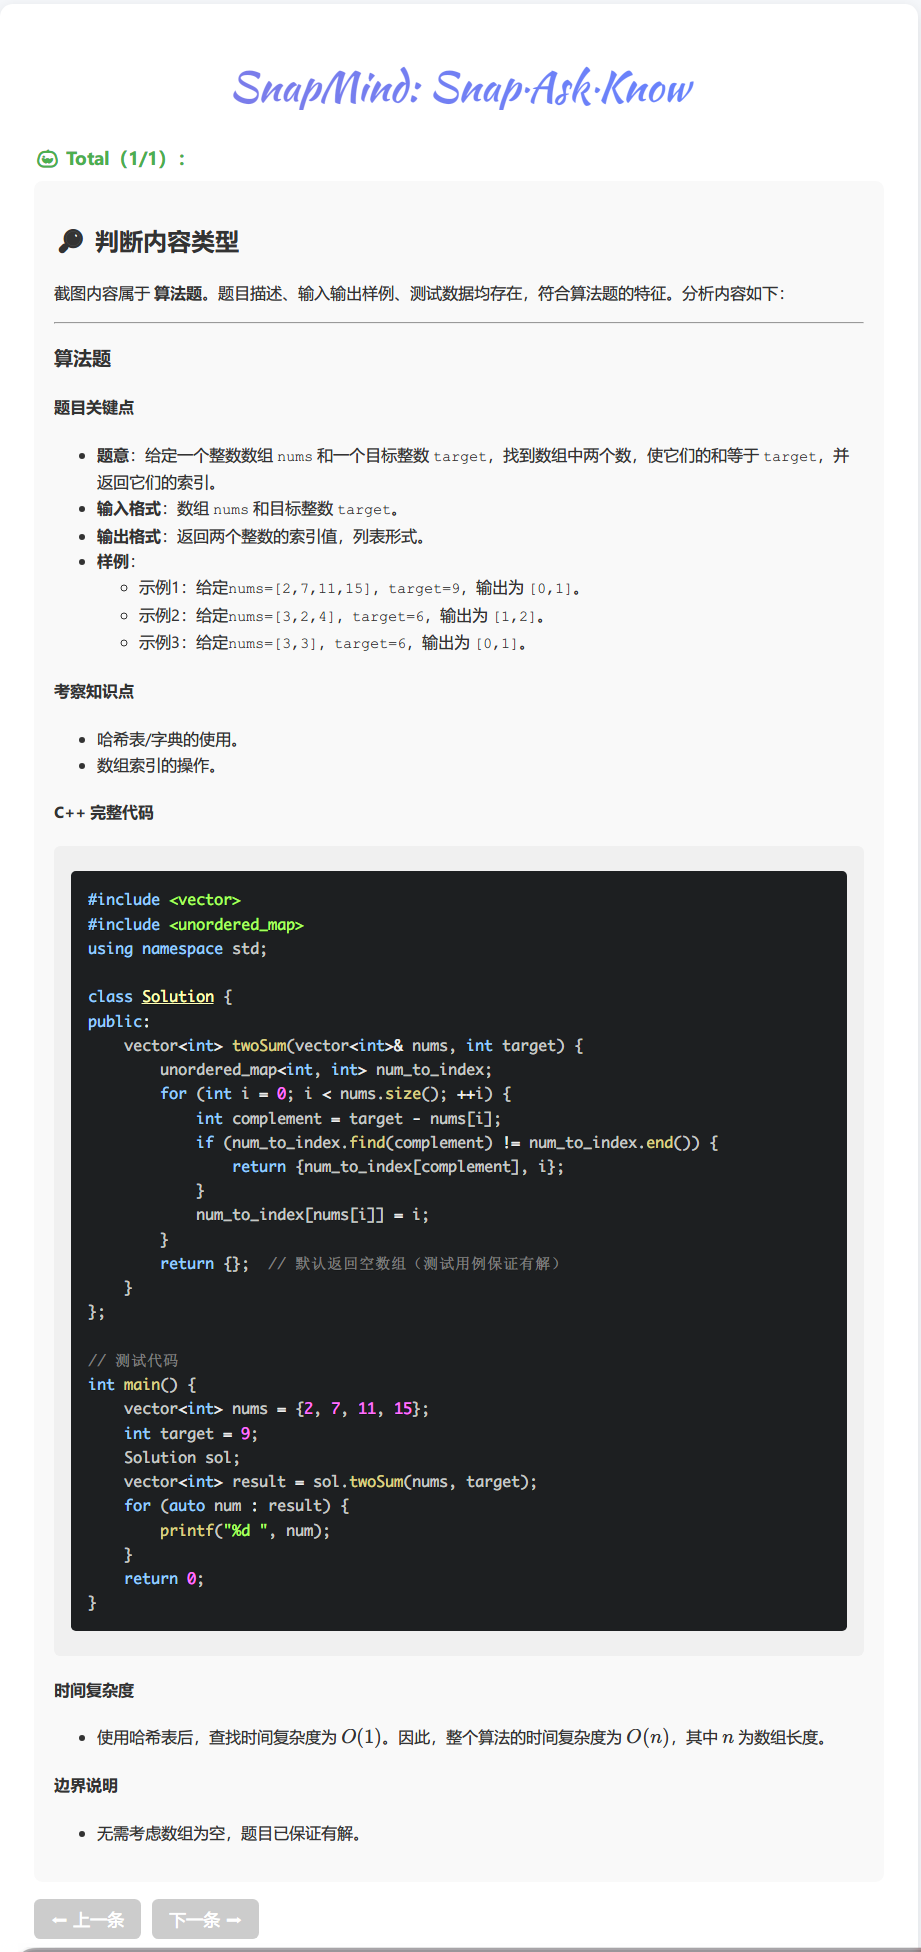 SnapMind: Snap·Ask·Know
Total（1/1）：
判断内容类型
截图内容属于 算法题。题目描述、输入输出样例、测试数据均存在，符合算法题的特征。分析内容如下：
算法题
题目关键点
• 题意：给定一个整数数组 nums 和一个目标整数 target，找到数组中两个数，使它们的和等于 target，并
返回它们的索引。
• 输入格式：数组 nums 和目标整数 target。
• 输出格式：返回两个整数的索引值，列表形式。
• 样例：
◦ 示例1：给定nums=[2,7,11,15]，target=9，输出为 [0,1]。
◦ 示例2：给定nums=[3,2,4]，target=6，输出为 [1,2]。
◦ 示例3：给定nums=[3,3]，target=6，输出为 [0,1]。
考察知识点
• 哈希表/字典的使用。
• 数组索引的操作。
C++ 完整代码
#include <vector>
#include <unordered_map>
using namespace std;
class Solution {
public:
    vector<int> twoSum(vector<int>& nums, int target) {
        unordered_map<int, int> num_to_index;
        for (int i = 0; i < nums.size(); ++i) {
            int complement = target - nums[i];
            if (num_to_index.find(complement) != num_to_index.end()) {
                return {num_to_index[complement], i};
            }
            num_to_index[nums[i]] = i;
        }
        return {};  // 默认返回空数组（测试用例保证有解）
    }
};
// 测试代码
int main() {
    vector<int> nums = {2, 7, 11, 15};
    int target = 9;
    Solution sol;
    vector<int> result = sol.twoSum(nums, target);
    for (auto num : result) {
        printf("%d ", num);
    }
    return 0;
}
时间复杂度
• 使用哈希表后，查找时间复杂度为 O(1)。因此，整个算法的时间复杂度为 O(n)，其中 n 为数组长度。
边界说明
• 无需考虑数组为空，题目已保证有解。
⬅ 上一条 下一条 ➡